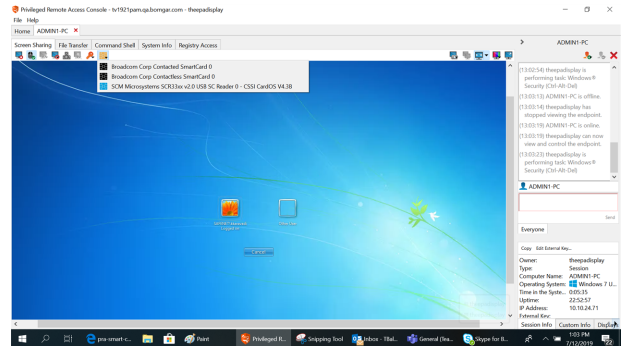 Privileged Remote Access Console - tv1921pam.qa.bomgar.com - theepadisplay
File Help
Home ADMIN1-PC
Screen Sharing File Transfer Command Shell System Info Registry Access
Broadcom Corp Contacted SmartCard 0
Broadcom Corp Contactless SmartCard 0
SCM Microsystems SCR33xx v2.0 USB SC Reader 0 - CSSI CardOS V4.3B
Cancel
ADMIN1-PC
(13:02:54) theepadisplay is
performing task: Windows®
Security (Ctrl-Alt-Del)
(13:03:13) ADMIN1-PC is offline.
(13:03:14) theepadisplay has
stopped viewing the endpoint.
(13:03:19) ADMIN1-PC is online.
(13:03:19) theepadisplay can now
view and control the endpoint.
(13:03:23) theepadisplay is
performing task: Windows®
Security (Ctrl-Alt-Del)
ADMIN1-PC
Send
Everyone
Copy Edit External Key...
Owner: theepadisplay
Type: Session
Computer Name: ADMIN1-PC
Operating System: Windows 7 U...
Time in the Syste... 0:05:35
Uptime: 22:52:57
IP Address: 10.10.24.71
External Key:
Session Info Custom Info Display
pra-smart-c... Paint Privileged R... Snipping Tool Inbox - TBal... General (Tea... Skype for B...
1:03 PM
7/12/2019
22